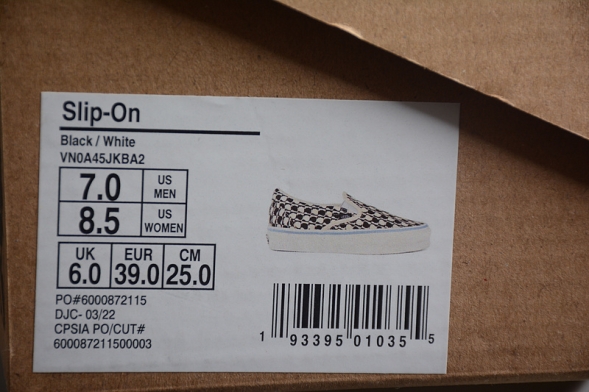 Slip-On
Black / White
VN0A45JKBA2
7.0 US MEN
8.5 US WOMEN
UK EUR CM
6.0 39.0 25.0
PO#6000872115
DJC- 03/22
CPSIA PO/CUT#
600087211500003
1 93395 01035 5